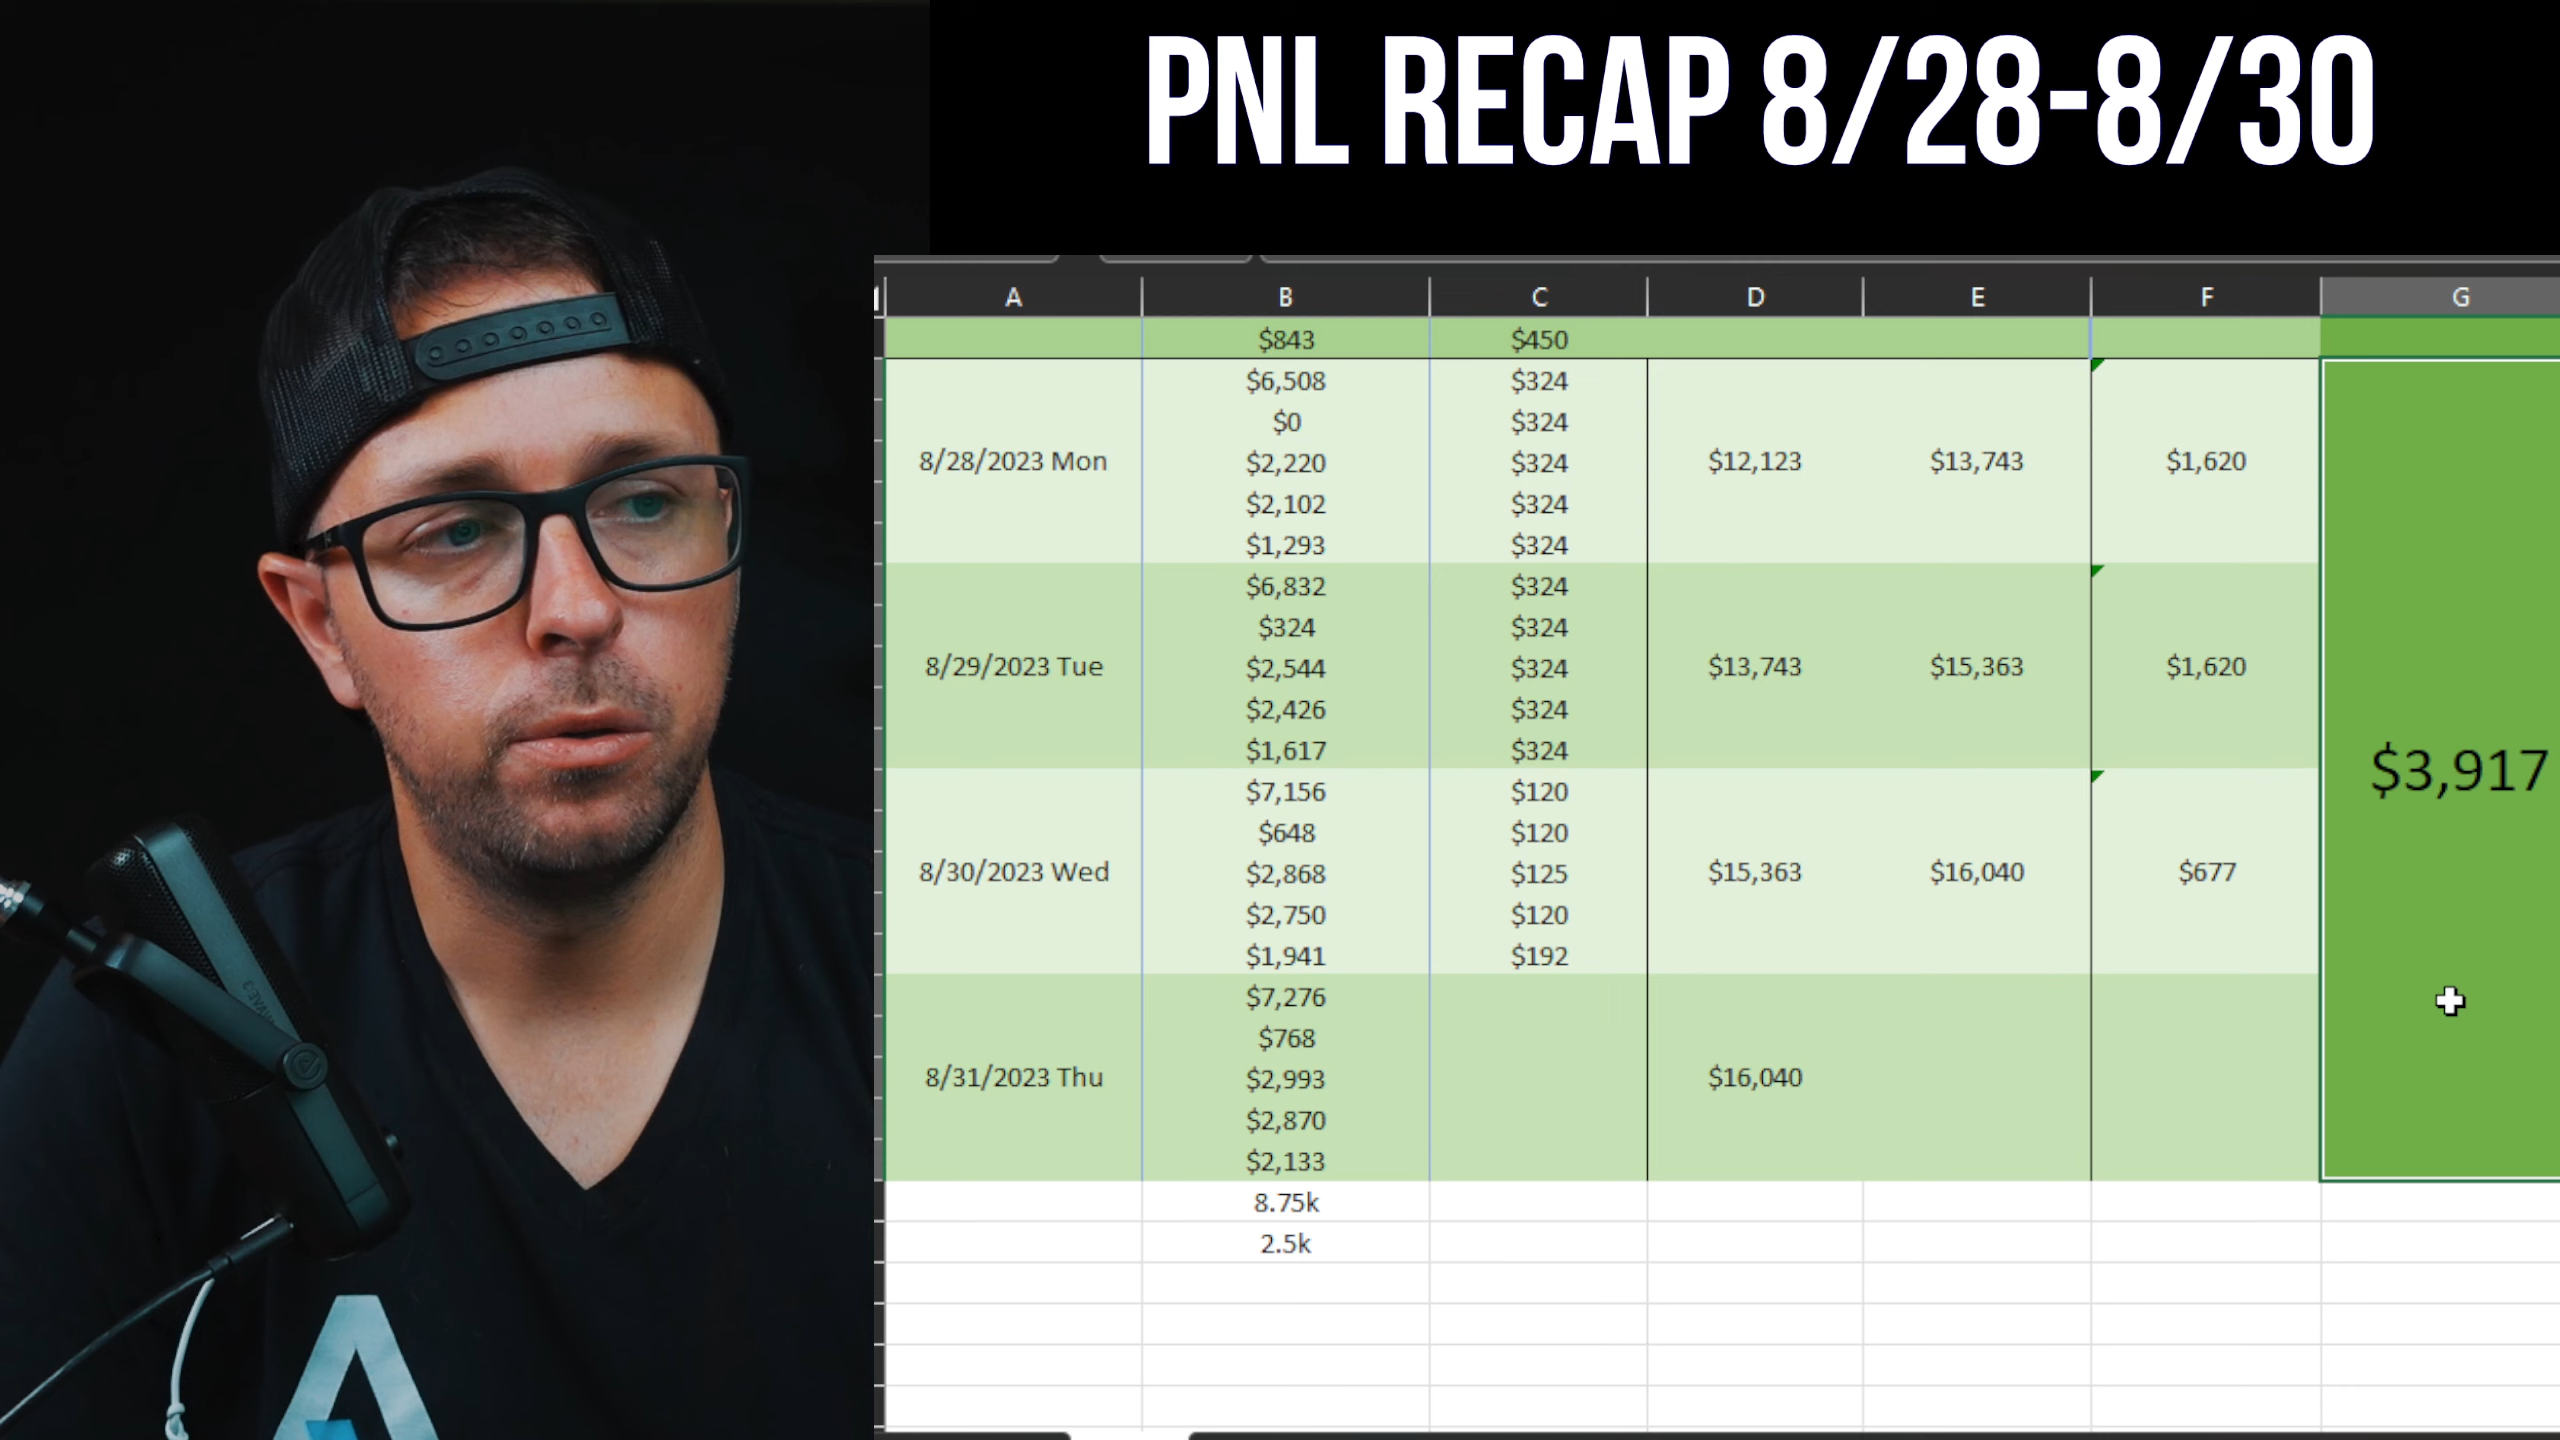 PNL RECAP 8/28-8/30
A B C D E F G
$843 $450
$6,508 $324
$0 $324
8/28/2023 Mon $2,220 $324 $12,123 $13,743 $1,620
$2,102 $324
$1,293 $324
$6,832 $324
$324 $324
8/29/2023 Tue $2,544 $324 $13,743 $15,363 $1,620
$2,426 $324
$1,617 $324
$3,917
$7,156 $120
$648 $120
8/30/2023 Wed $2,868 $125 $15,363 $16,040 $677
$2,750 $120
$1,941 $192
$7,276
$768
8/31/2023 Thu $2,993 $16,040
$2,870
$2,133
8.75k
2.5k